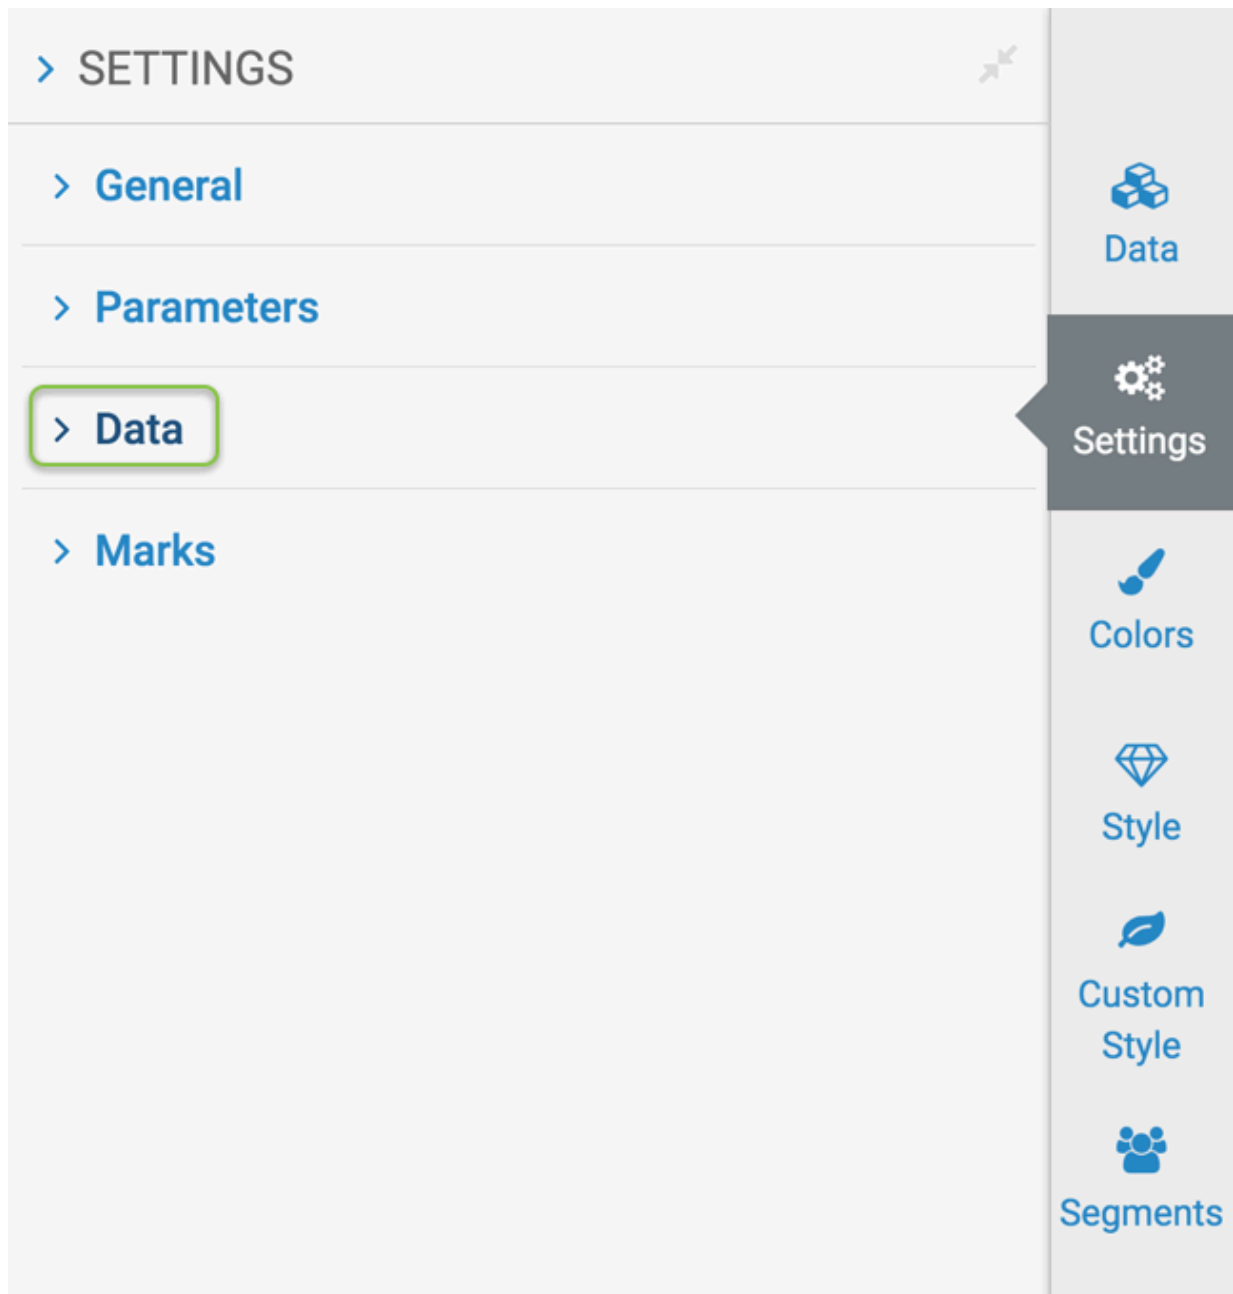 SETTINGS
General
Parameters
Data
Marks
Data
Settings
Colors
Style
Custom
Style
Segments